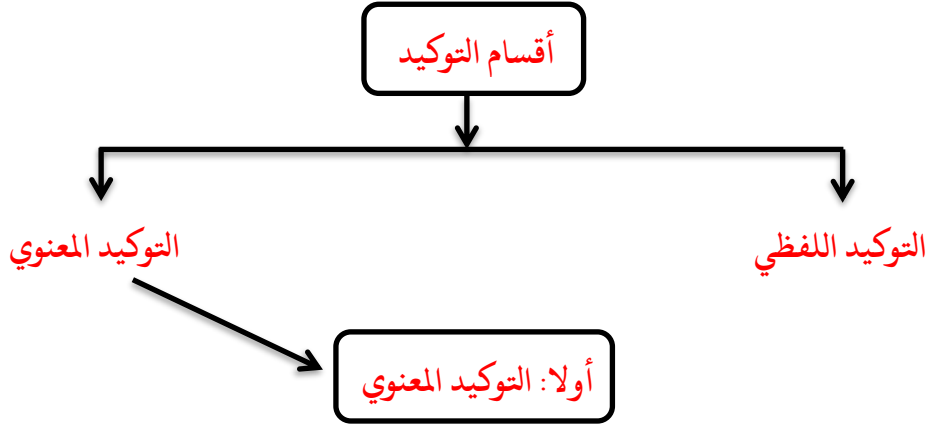 أقسام التوكيد
التوكيد اللفظي
التوكيد المعنوي
أولا: التوكيد المعنوي